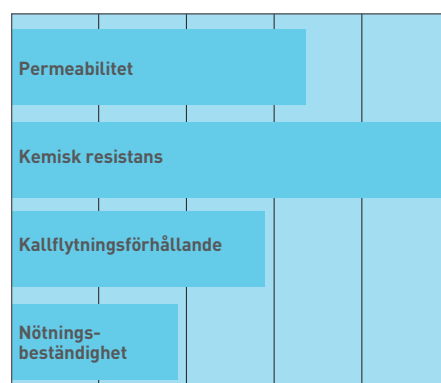 Permeabilitet
Kemisk resistans
Kallflytningsförhållande
Nötnings-
beständighet